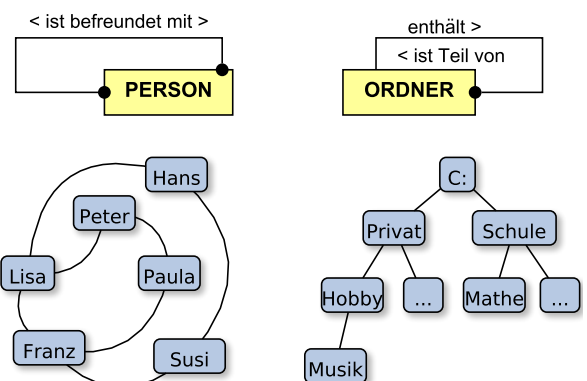 < ist befreundet mit >
PERSON
enthält >
< ist Teil von
ORDNER
Hans
Peter
Lisa
Paula
Franz
Susi
C:
Privat
Schule
Hobby
...
Mathe
...
Musik